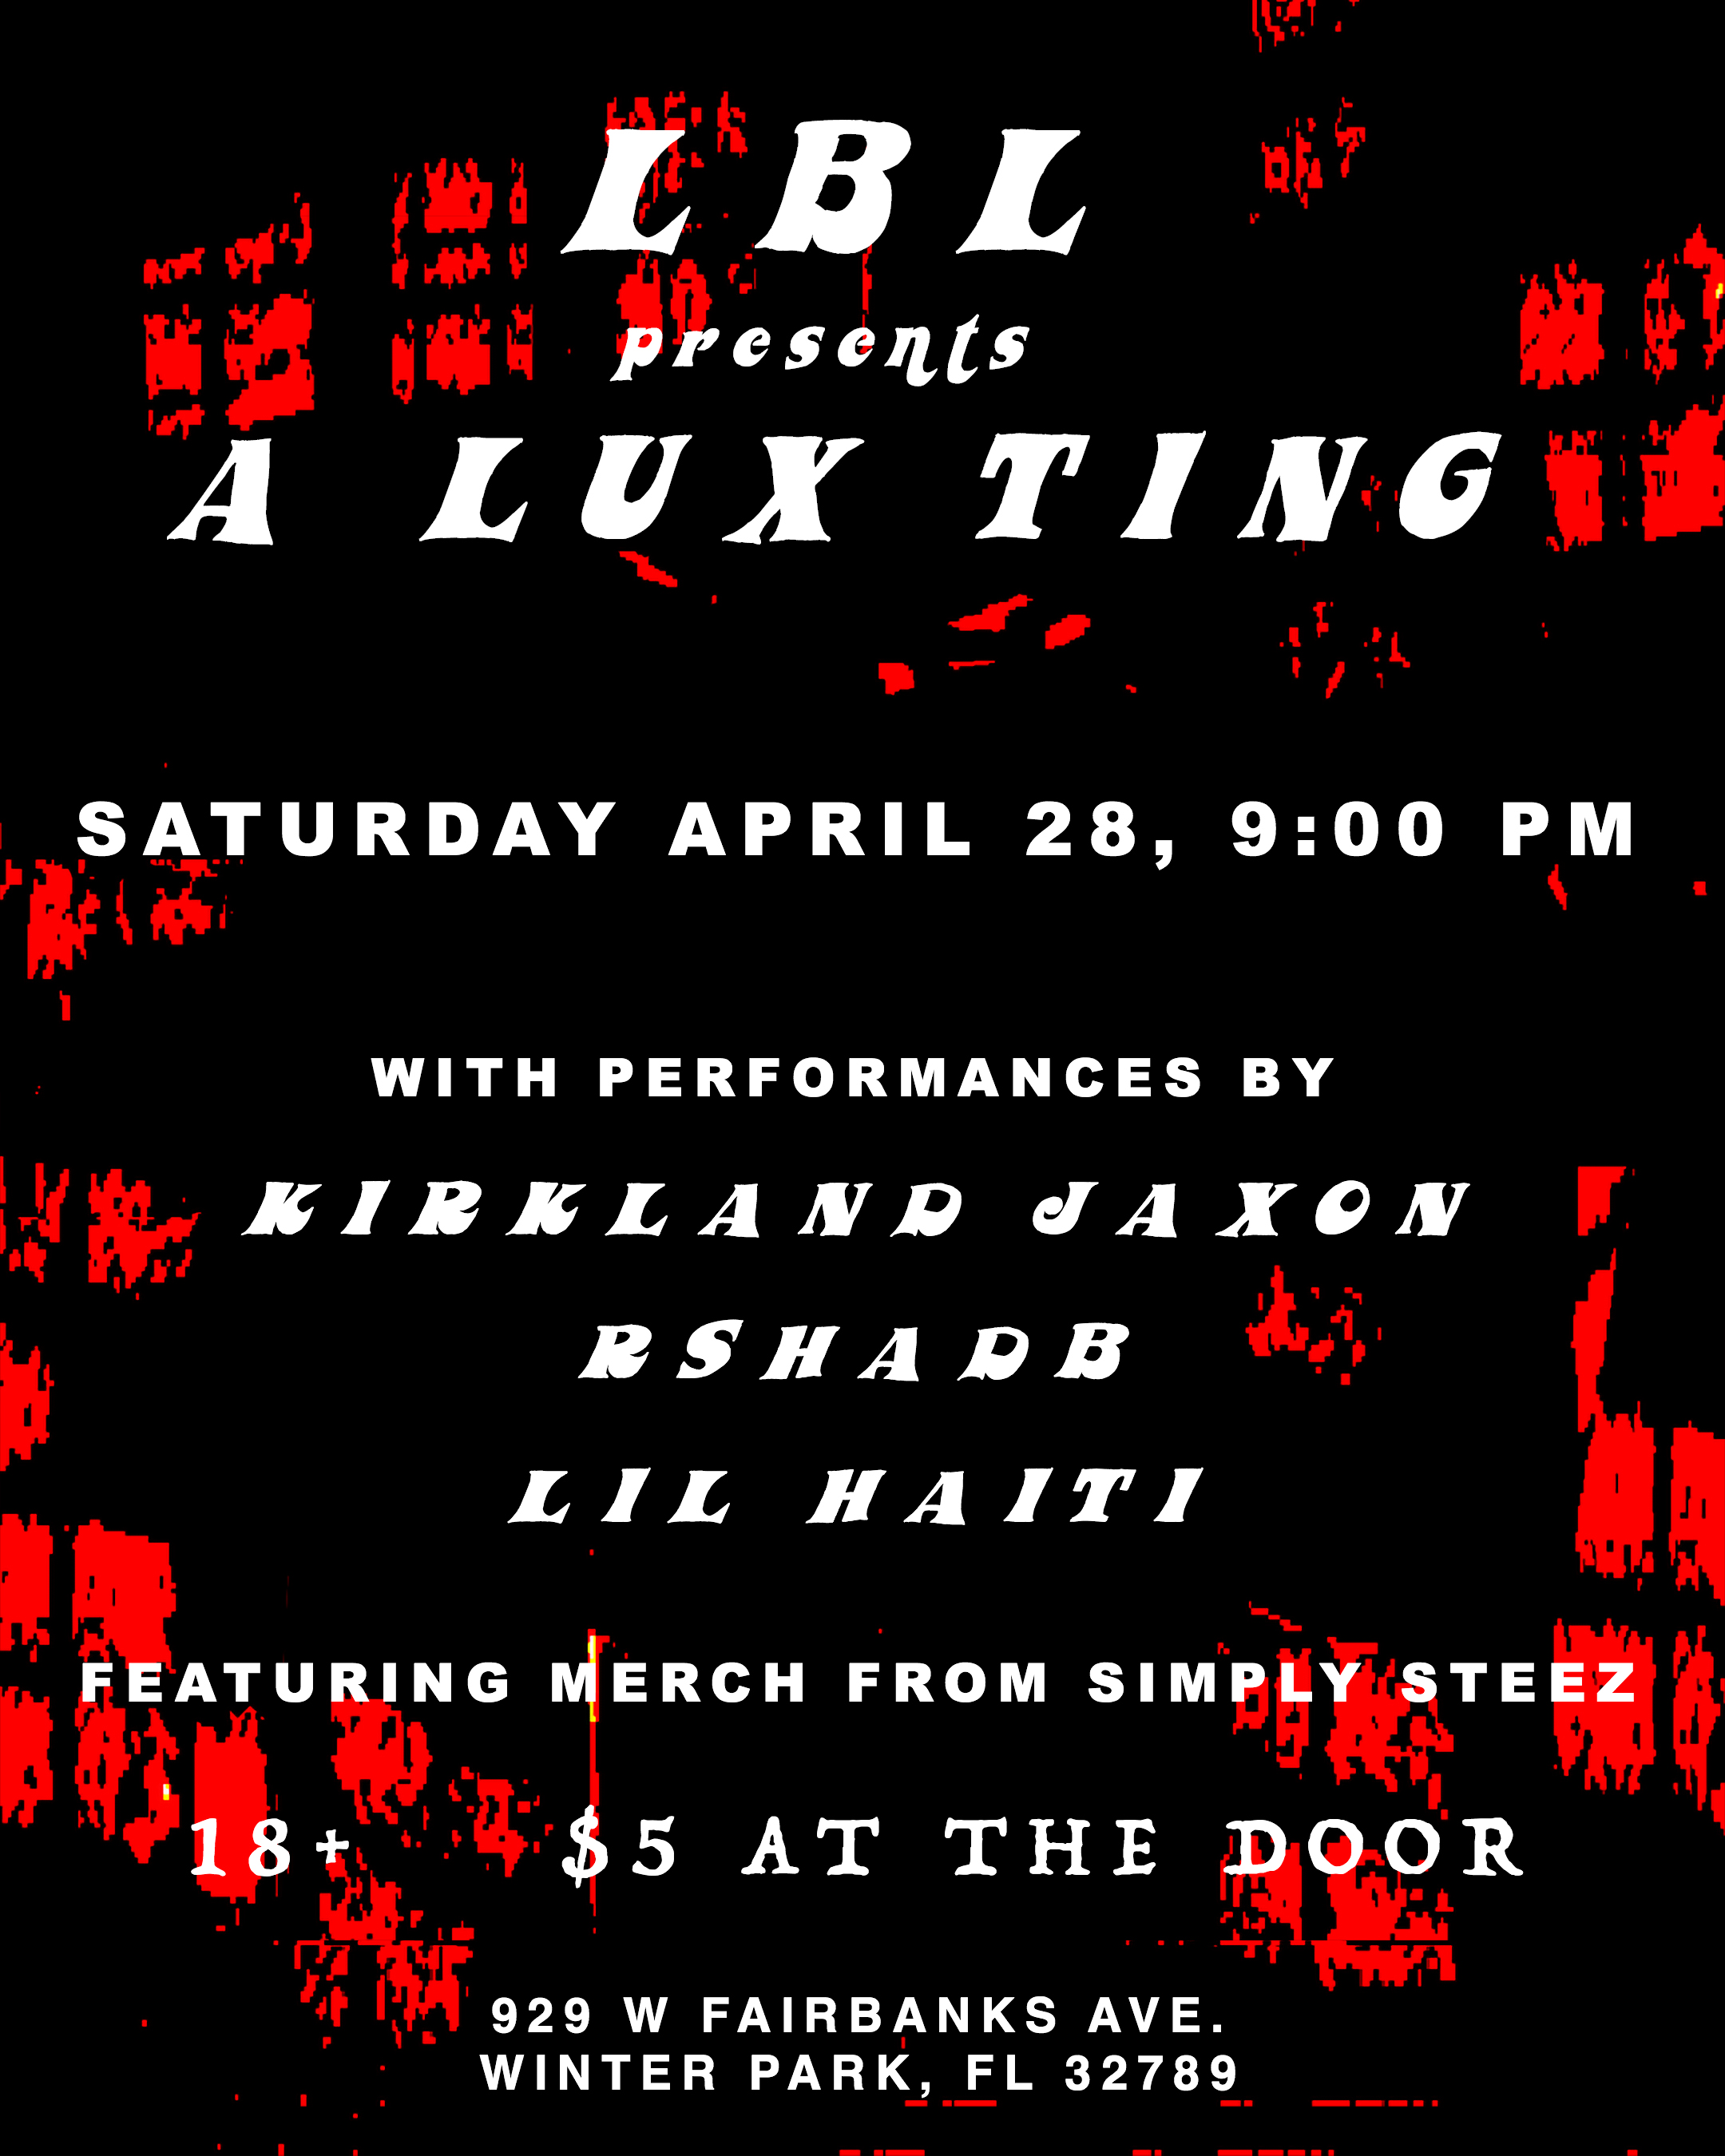 LBL
presents
A LUX TING
SATURDAY APRIL 28, 9:00 PM
WITH PERFORMANCES BY
KIRKLAND JAXON
RSHADB
LIL HAITI
FEATURING MERCH FROM SIMPLY STEEZ
18+ $5 AT THE DOOR
929 W FAIRBANKS AVE.
WINTER PARK, FL 32789